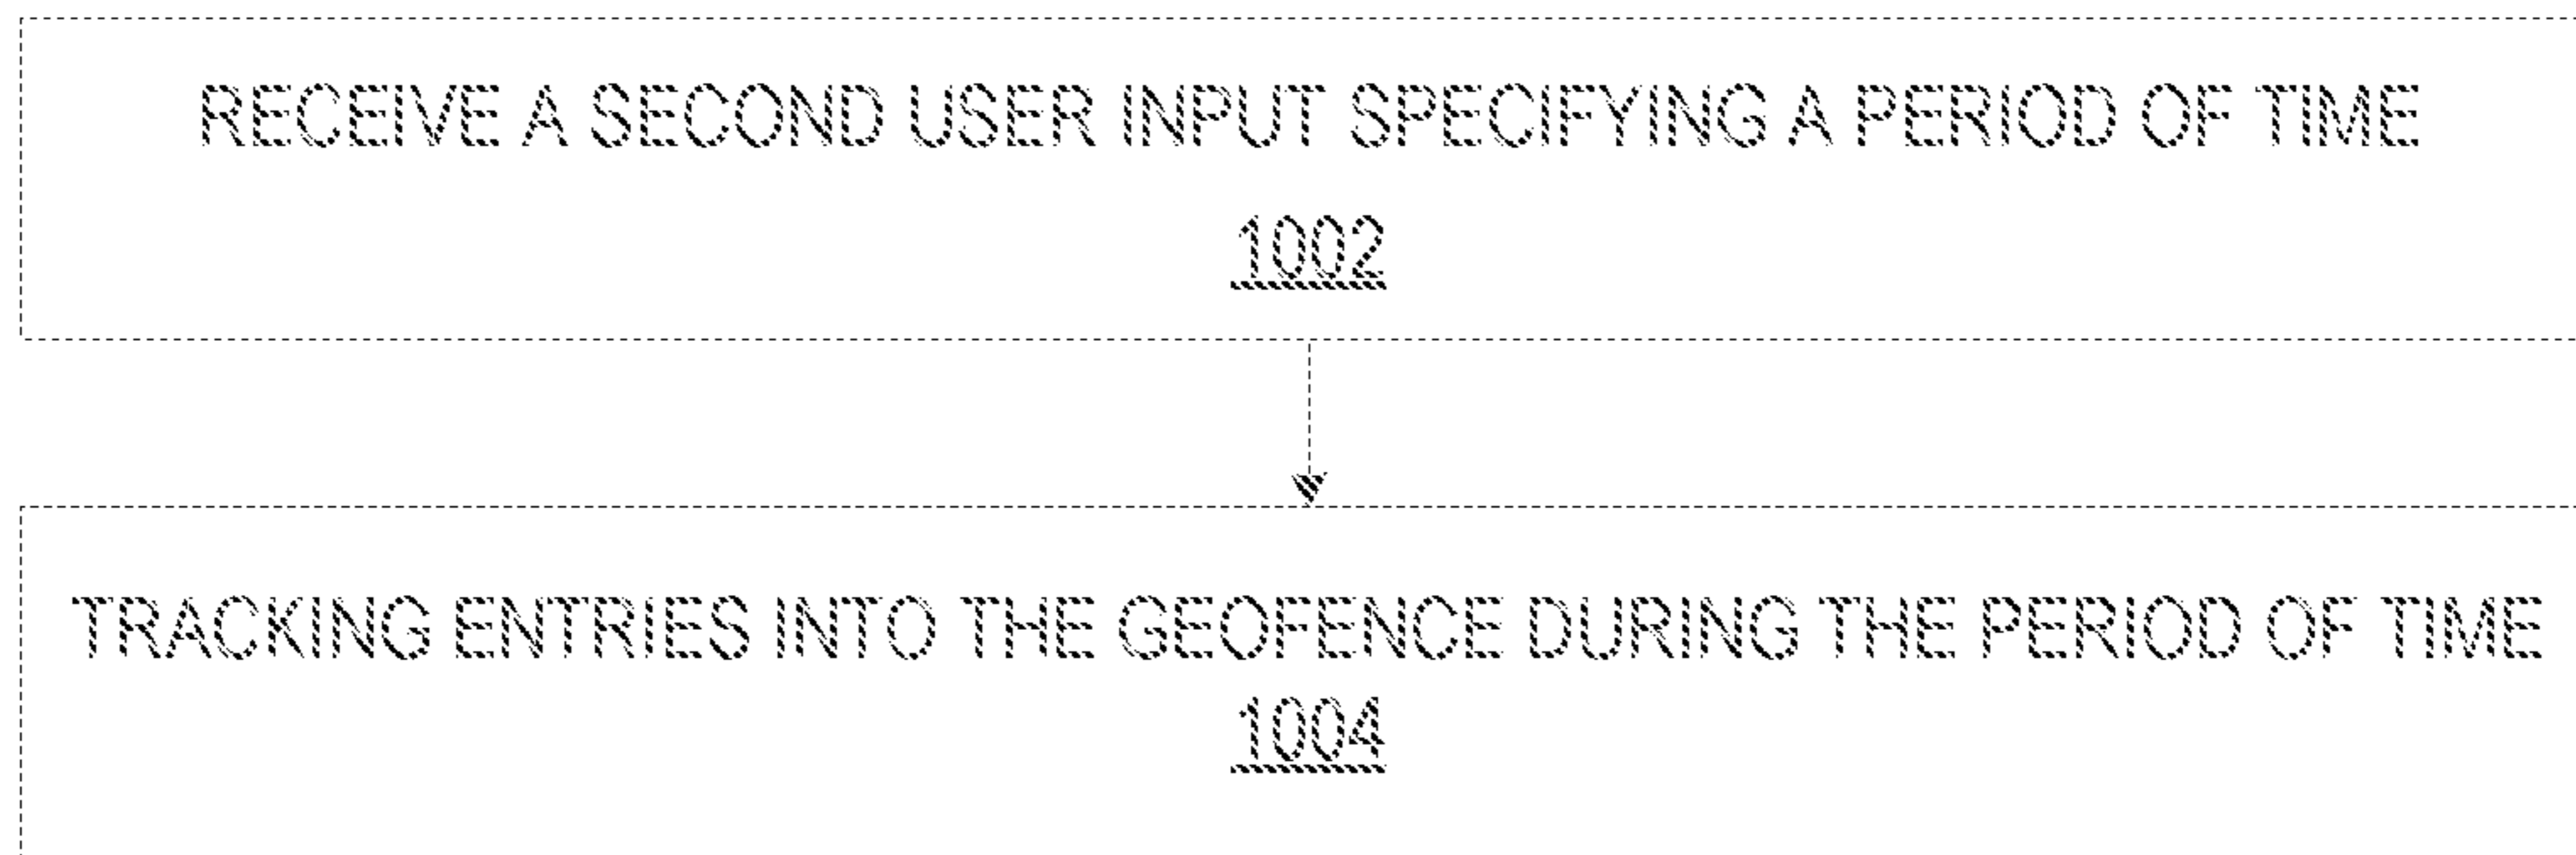 RECEIVE A SECOND USER INPUT SPECIFYING A PERIOD OF TIME
1002
TRACKING ENTRIES INTO THE GEOFENCE DURING THE PERIOD OF TIME
1004